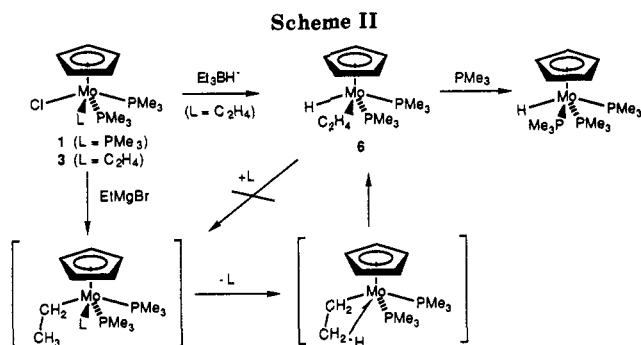 Scheme II
Cl Mo PMe3 L PMe3
1 (L = PMe3)
3 (L = C2H4)
Et3BH-
(L = C2H4)
H Mo PMe3 C2H4 PMe3
6
PMe3
H Mo PMe3 Me3P PMe3
EtMgBr
+L
CH2 CH3 Mo L PMe3 PMe3
- L
CH2 CH2 H Mo PMe3 PMe3